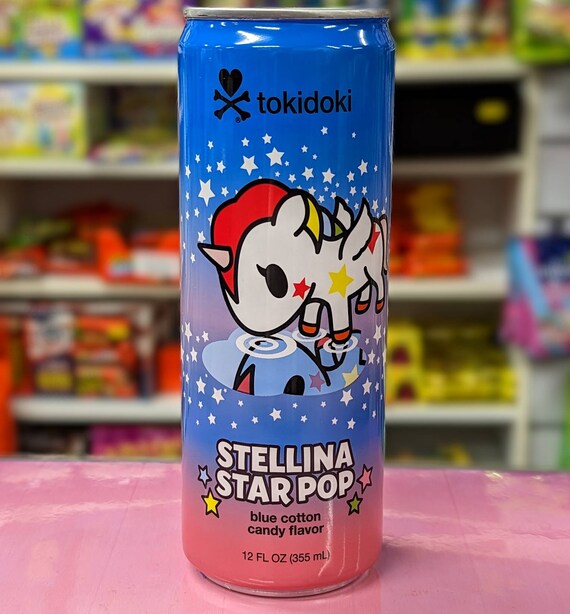 tokidoki
STELLINA
STAR POP
blue cotton
candy flavor
12 FL OZ (355 mL)